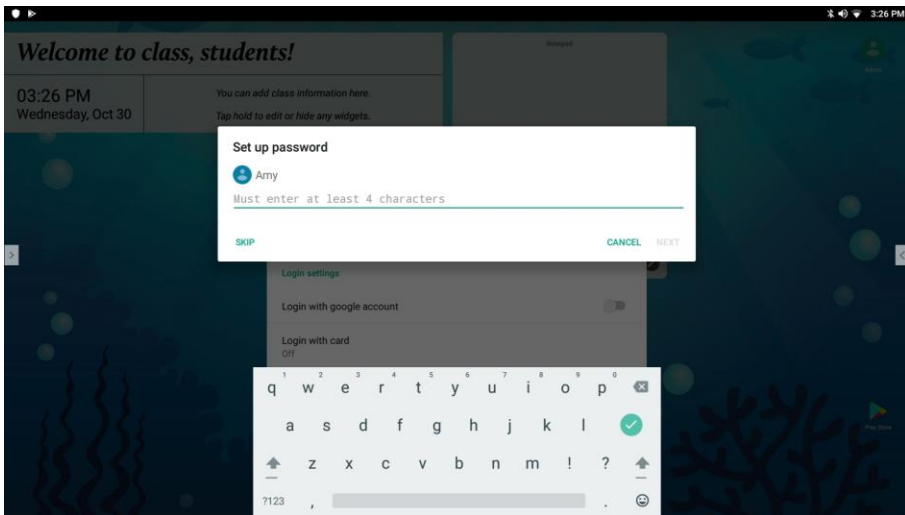 3:26 PM
Welcome to class, students!
Notepad
Admin
03:26 PM
Wednesday, Oct 30
You can add class information here.
Tap hold to edit or hide any widgets.
Set up password
Amy
Must enter at least 4 characters
SKIP
CANCEL
NEXT
Login settings
Login with google account
Login with card
Off
Play Store
1 2 3 4 5 6 7 8 9 0
q w e r t y u i o p
a s d f g h j k l
z x c v b n m ! ?
?123 , .